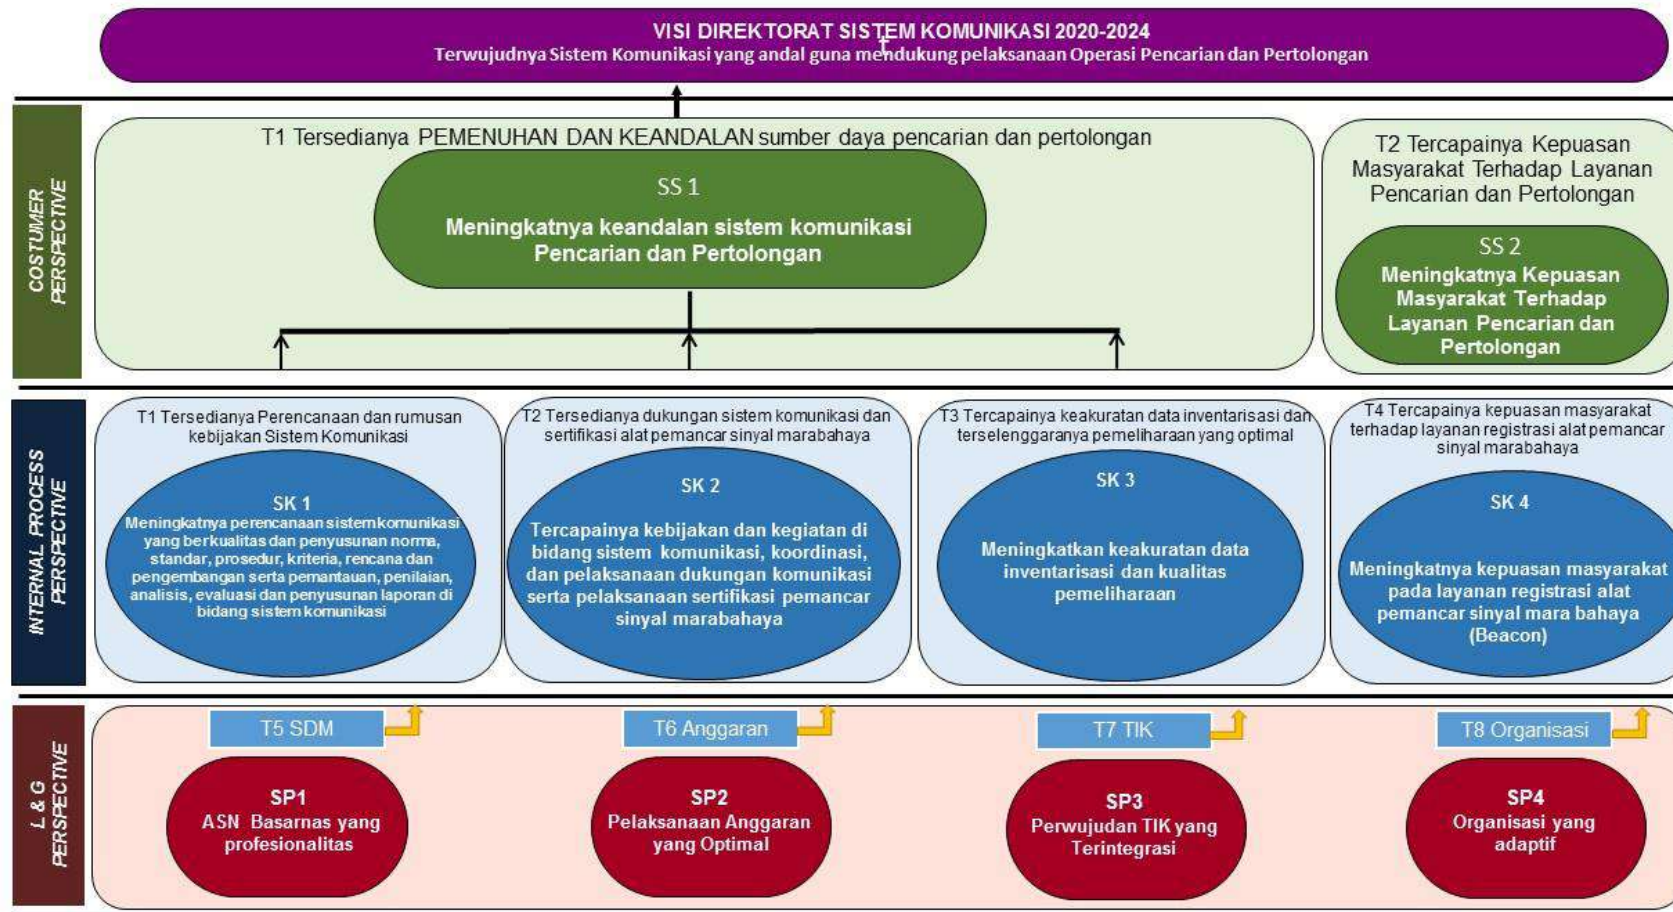 VISI DIREKTORAT SISTEM KOMUNIKASI 2020-2024
Terwujudnya Sistem Komunikasi yang andal guna mendukung pelaksanaan Operasi Pencarian dan Pertolongan
COSTUMER
PERSPECTIVE
T1 Tersedianya PEMENUHAN DAN KEANDALAN sumber daya pencarian dan pertolongan
SS 1
Meningkatnya keandalan sistem komunikasi
Pencarian dan Pertolongan
T2 Tercapainya Kepuasan
Masyarakat Terhadap Layanan
Pencarian dan Pertolongan
SS 2
Meningkatnya Kepuasan
Masyarakat Terhadap
Layanan Pencarian dan
Pertolongan
INTERNAL PROCESS
PERSPECTIVE
T1 Tersedianya Perencanaan dan rumusan
kebijakan Sistem Komunikasi
SK 1
Meningkatnya perencanaan sistem komunikasi
yang berkualitas dan penyusunan norma,
standar, prosedur, kriteria, rencana dan
pengembangan serta pemantauan, penilaian,
analisis, evaluasi dan penyusunan laporan di
bidang sistem komunikasi
T2 Tersedianya dukungan sistem komunikasi dan
sertifikasi alat pemancar sinyal marabahaya
SK 2
Tercapainya kebijakan dan kegiatan di
bidang sistem komunikasi, koordinasi,
dan pelaksanaan dukungan komunikasi
serta pelaksanaan sertifikasi pemancar
sinyal marabahaya
T3 Tercapainya keakuratan data inventarisasi dan
terselenggaranya pemeliharaan yang optimal
SK 3
Meningkatkan keakuratan data
inventarisasi dan kualitas
pemeliharaan
T4 Tercapainya kepuasan masyarakat
terhadap layanan registrasi alat pemancar
sinyal marabahaya
SK 4
Meningkatnya kepuasan masyarakat
pada layanan registrasi alat
pemancar sinyal mara bahaya
(Beacon)
L & G
PERSPECTIVE
T5 SDM
SP1
ASN Basarnas yang
profesionalitas
T6 Anggaran
SP2
Pelaksanaan Anggaran
yang Optimal
T7 TIK
SP3
Perwujudan TIK yang
Terintegrasi
T8 Organisasi
SP4
Organisasi yang
adaptif